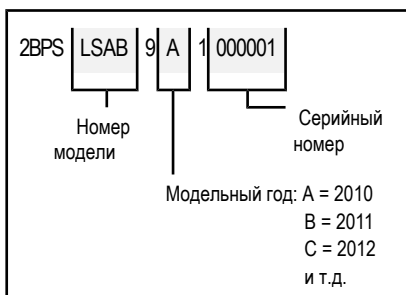 2BPS LSAB 9 A 1 000001
Номер
модели
Серийный
номер
Модельный год: A = 2010
B = 2011
C = 2012
и т.д.